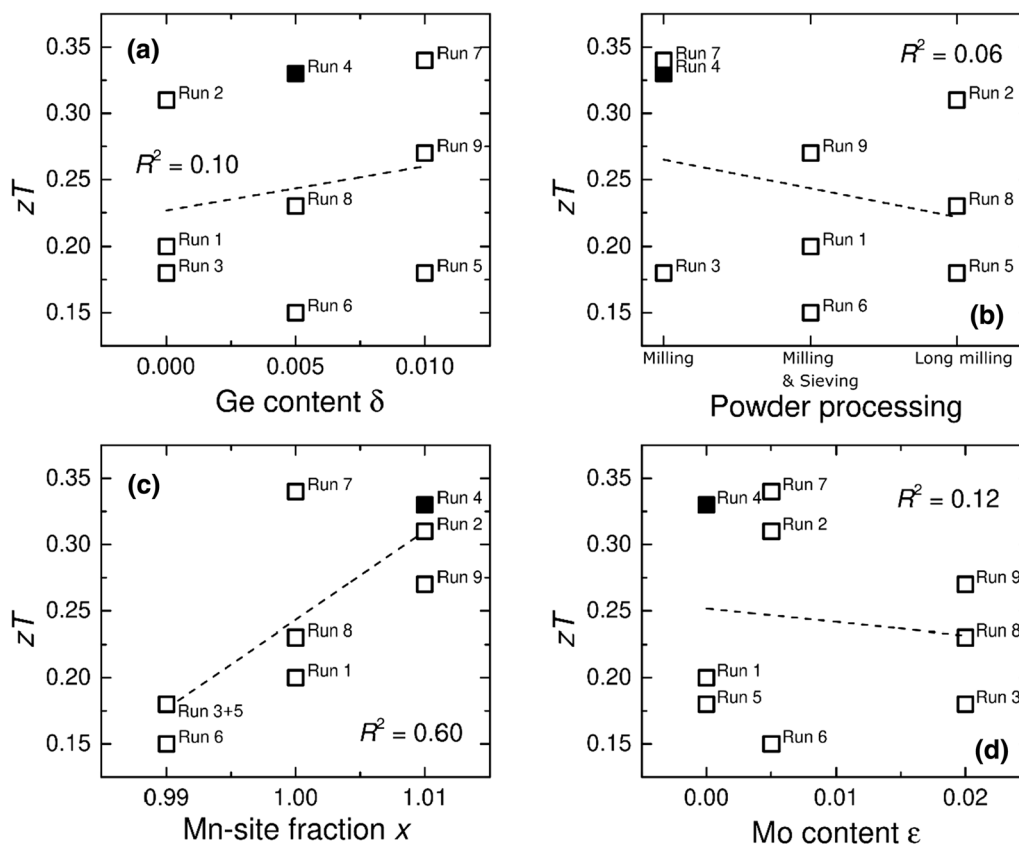 (a)
0.35
0.30
0.25
0.20
0.15
zT
Run 7
Run 4
Run 2
R² = 0.10
Run 9
Run 8
Run 1
Run 3
Run 5
Run 6
0.000
0.005
0.010
Ge content δ
0.35
0.30
0.25
0.20
0.15
zT
Run 7
Run 4
R² = 0.06
Run 2
Run 9
Run 8
Run 1
Run 3
Run 5
Run 6
(b)
Milling
Milling
& Sieving
Long milling
Powder processing
(c)
0.35
0.30
0.25
0.20
0.15
zT
Run 7
Run 4
Run 2
Run 9
Run 8
Run 1
Run 3+5
Run 6
R² = 0.60
0.99
1.00
1.01
Mn-site fraction x
0.35
0.30
0.25
0.20
0.15
zT
Run 4
Run 7
R² = 0.12
Run 2
Run 9
Run 8
Run 1
Run 5
Run 3
Run 6
(d)
0.00
0.01
0.02
Mo content ε